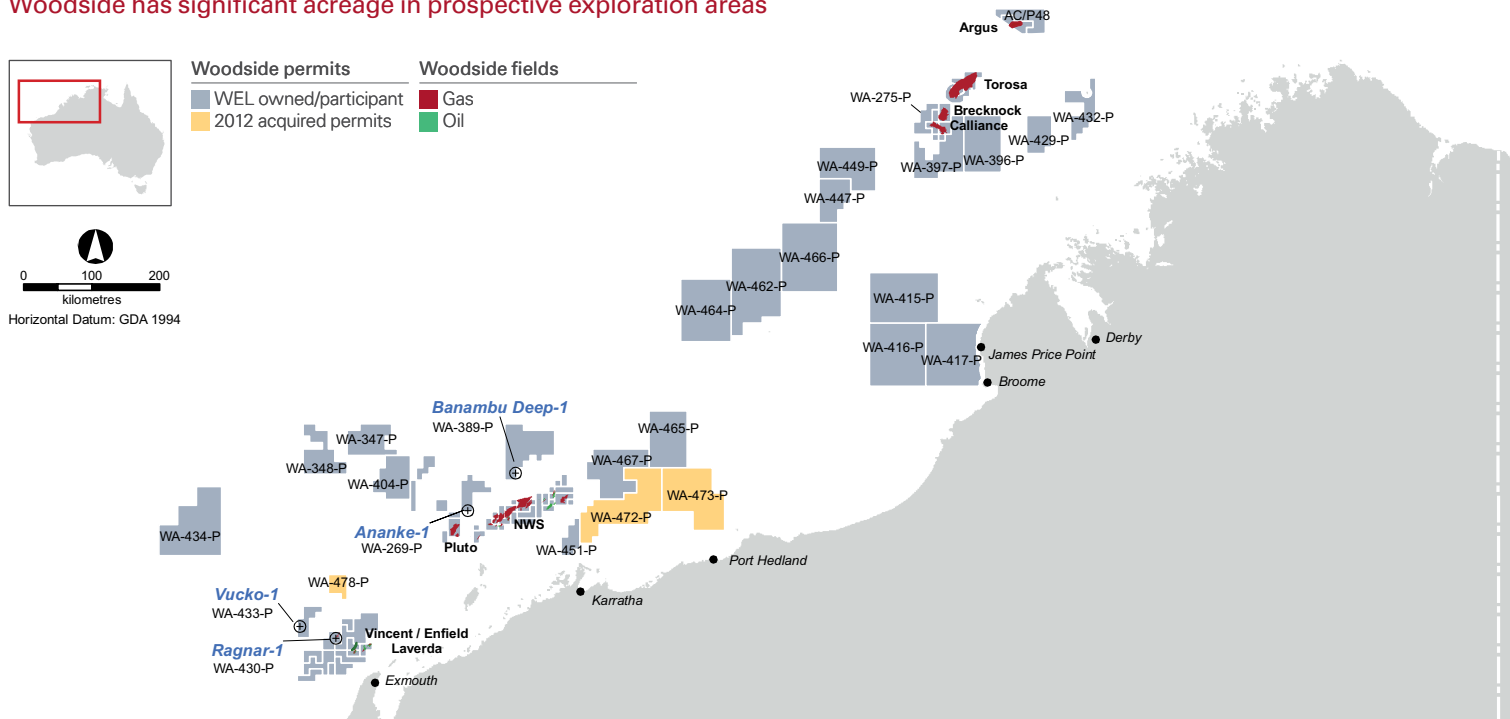 Woodside has significant acreage in prospective exploration areas
Woodside permits
WEL owned/participant
2012 acquired permits
Woodside fields
Gas
Oil
0 100 200
kilometres
Horizontal Datum: GDA 1994
AC/P48
Argus
Torosa
WA-275-P
Brecknock
Calliance
WA-432-P
WA-429-P
WA-397-P
WA-396-P
WA-449-P
WA-447-P
WA-466-P
WA-462-P
WA-464-P
WA-415-P
WA-416-P
WA-417-P
James Price Point
Derby
Broome
Banambu Deep-1
WA-389-P
WA-465-P
WA-347-P
WA-348-P
WA-404-P
WA-467-P
WA-473-P
WA-472-P
NWS
WA-434-P
Ananke-1
WA-269-P
Pluto
WA-451-P
Port Hedland
WA-478-P
Karratha
Vucko-1
WA-433-P
Vincent / Enfield
Laverda
Ragnar-1
WA-430-P
Exmouth